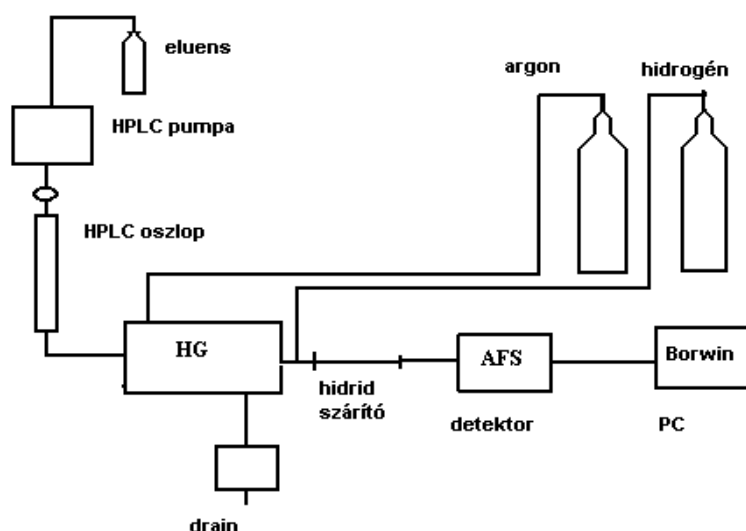 eluens
argon
hidrogén
HPLC pumpa
HPLC oszlop
HG
hidrid
szárító
AFS
detektor
Borwin
PC
drain